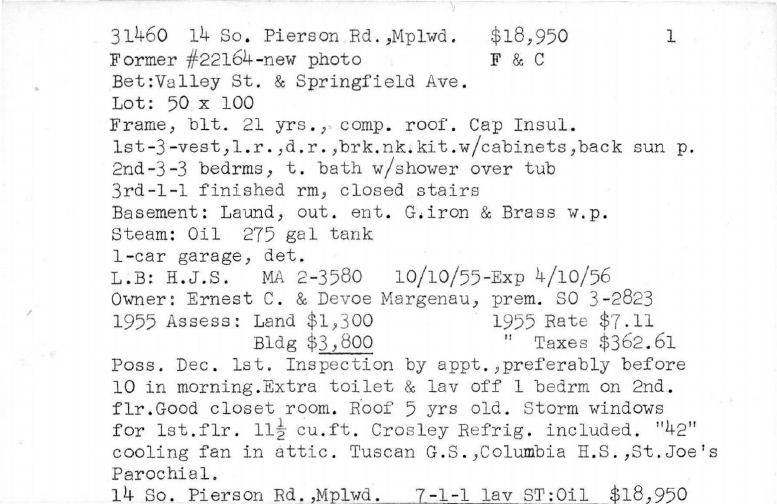 31460 14 So. Pierson Rd.,Mplwd. $18,950 1
Former #22164-new photo F & C
Bet:Valley St. & Springfield Ave.
Lot: 50 x 100
Frame, blt. 21 yrs., comp. roof. Cap Insul.
1st-3-vest,l.r.,d.r.,brk.nk.kit.w/cabinets,back sun p.
2nd-3-3 bedrms, t. bath w/shower over tub
3rd-1-1 finished rm, closed stairs
Basement: Laund, out. ent. G.iron & Brass w.p.
Steam: Oil 275 gal tank
1-car garage, det.
L.B: H.J.S. MA 2-3580 10/10/55-Exp 4/10/56
Owner: Ernest C. & Devoe Margenau, prem. SO 3-2823
1955 Assess: Land $1,300 1955 Rate $7.11
Bldg $3,800 " Taxes $362.61
Poss. Dec. 1st. Inspection by appt.,preferably before
10 in morning.Extra toilet & lav off 1 bedrm on 2nd.
flr.Good closet room. Roof 5 yrs old. Storm windows
for 1st.flr. 11½ cu.ft. Crosley Refrig. included. "42"
cooling fan in attic. Tuscan G.S.,Columbia H.S.,St.Joe's
Parochial.
14 So. Pierson Rd.,Mplwd. 7-1-1 lav ST:Oil $18,950